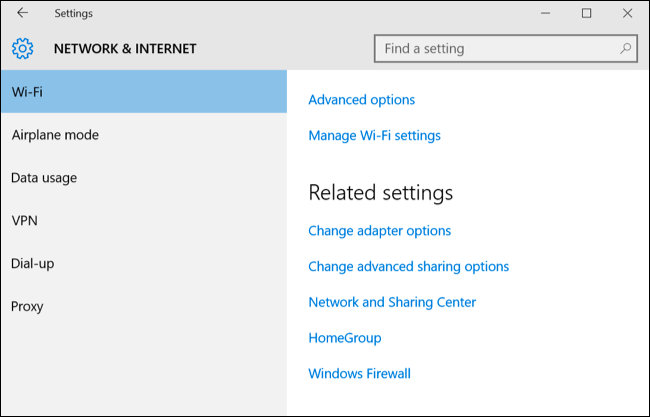 Settings
NETWORK & INTERNET
Find a setting
Wi-Fi
Airplane mode
Data usage
VPN
Dial-up
Proxy
Advanced options
Manage Wi-Fi settings
Related settings
Change adapter options
Change advanced sharing options
Network and Sharing Center
HomeGroup
Windows Firewall